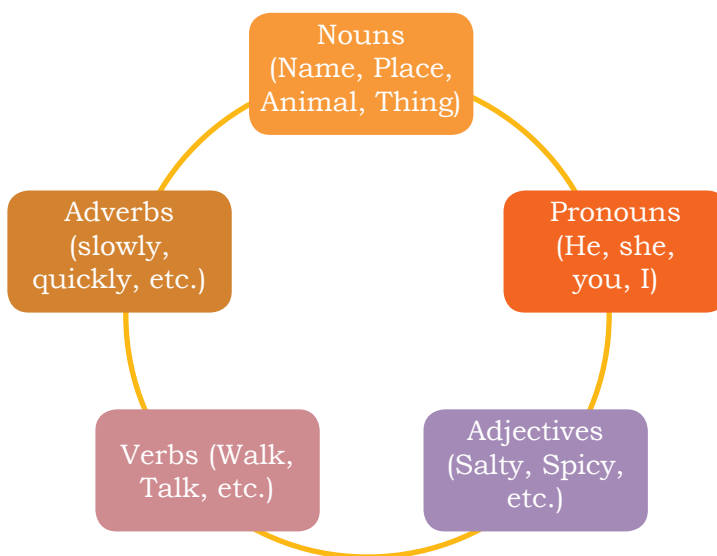 Nouns
(Name, Place,
Animal, Thing)
Pronouns
(He, she,
you, I)
Adjectives
(Salty, Spicy,
etc.)
Verbs (Walk,
Talk, etc.)
Adverbs
(slowly,
quickly, etc.)